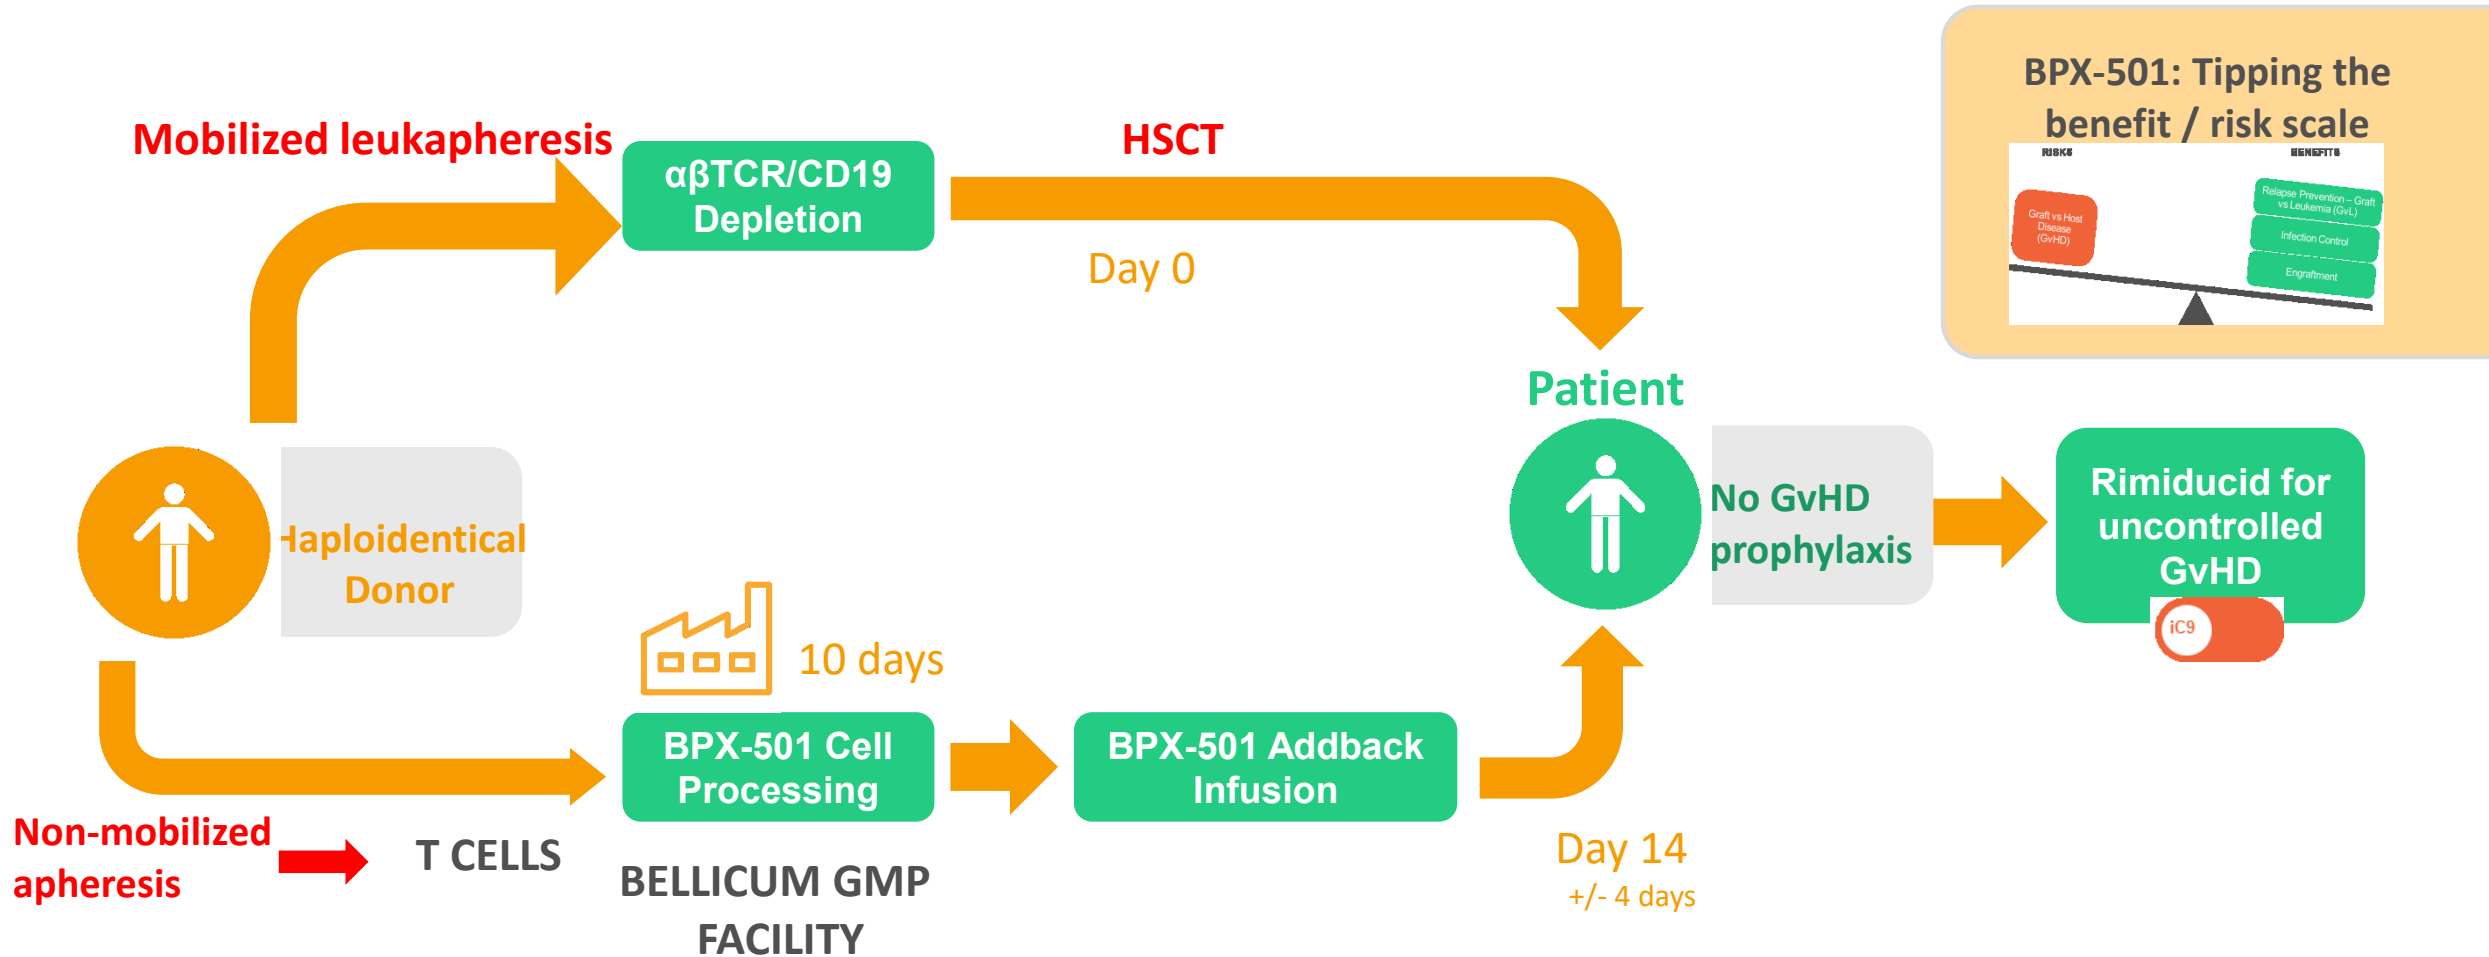 BPX-501: Tipping the
benefit / risk scale
RISKS
BENEFITS
Relapse Prevention – Graft
vs Leukemia (GvL)
Graft vs Host
Disease
(GvHD)
Infection Control
Engraftment
Mobilized leukapheresis
αβTCR/CD19
Depletion
HSCT
Day 0
Patient
Haploidentical
Donor
No GvHD
prophylaxis
Rimiducid for
uncontrolled
GvHD
iC9
10 days
BPX-501 Cell
Processing
BPX-501 Addback
Infusion
Non-mobilized
apheresis
T CELLS
BELLICUM GMP
FACILITY
Day 14
+/- 4 days